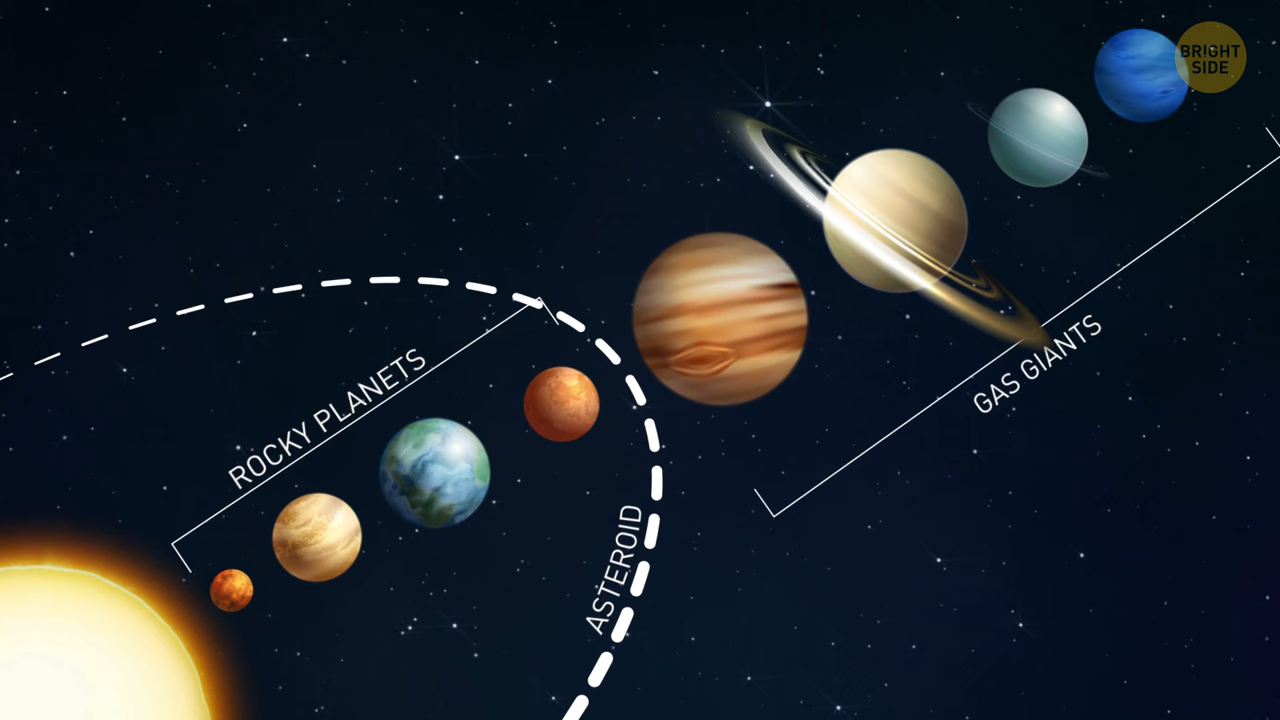 BRIGHT
SIDE
ROCKY PLANETS
GAS GIANTS
ASTEROID